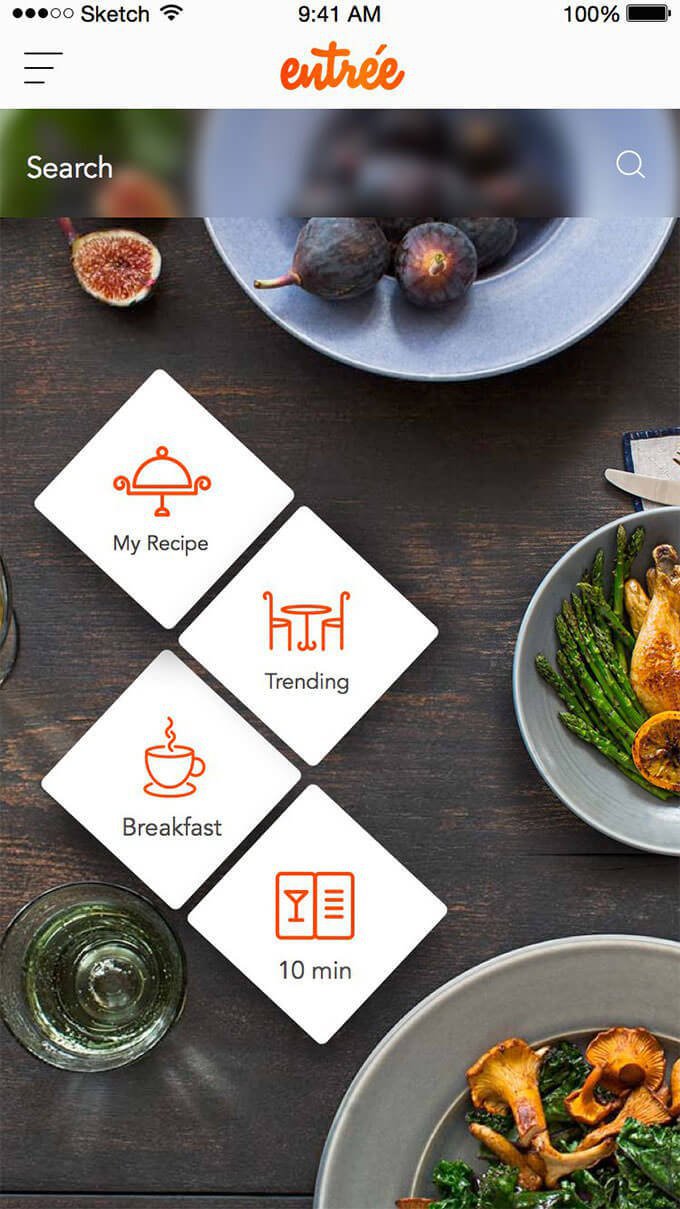 Sketch 9:41 AM 100%
entrée
Search
My Recipe
Trending
Breakfast
10 min